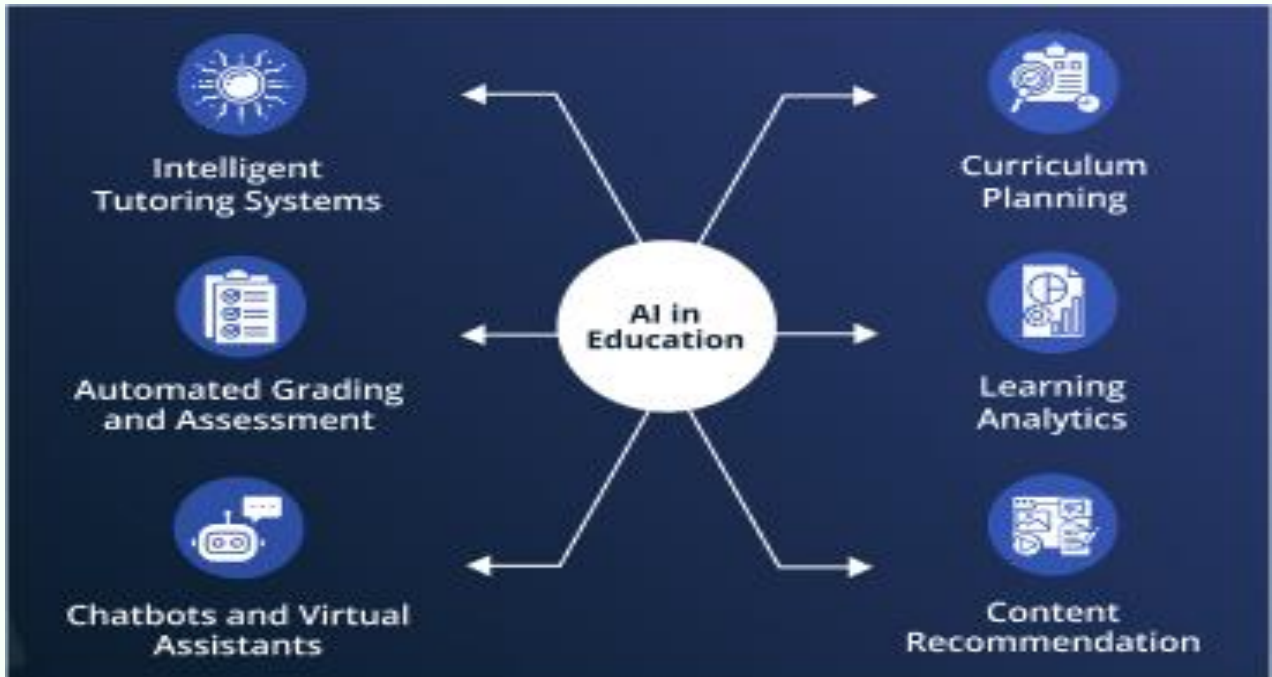 Intelligent
Tutoring Systems
Automated Grading
and Assessment
Chatbots and Virtual
Assistants
AI in
Education
Curriculum
Planning
Learning
Analytics
Content
Recommendation